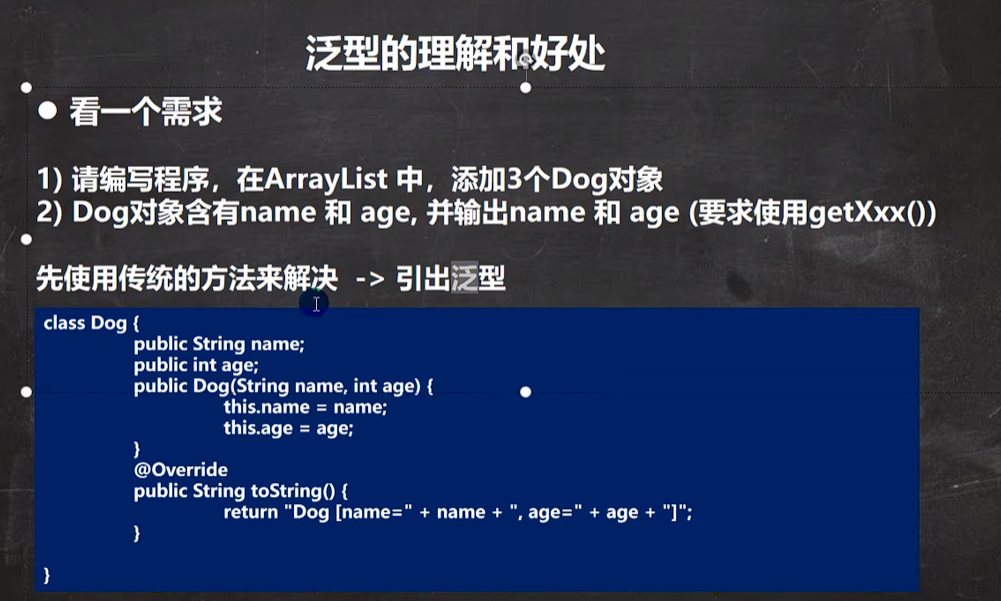 泛型的理解和好处
● 看一个需求
1) 请编写程序，在ArrayList 中，添加3个Dog对象
2) Dog对象含有name 和 age, 并输出name 和 age (要求使用getXxx())
先使用传统的方法来解决 -> 引出泛型
class Dog {
public String name;
public int age;
public Dog(String name, int age) {
this.name = name;
this.age = age;
}
@Override
public String toString() {
return "Dog [name=" + name + ", age=" + age + "]";
}
}